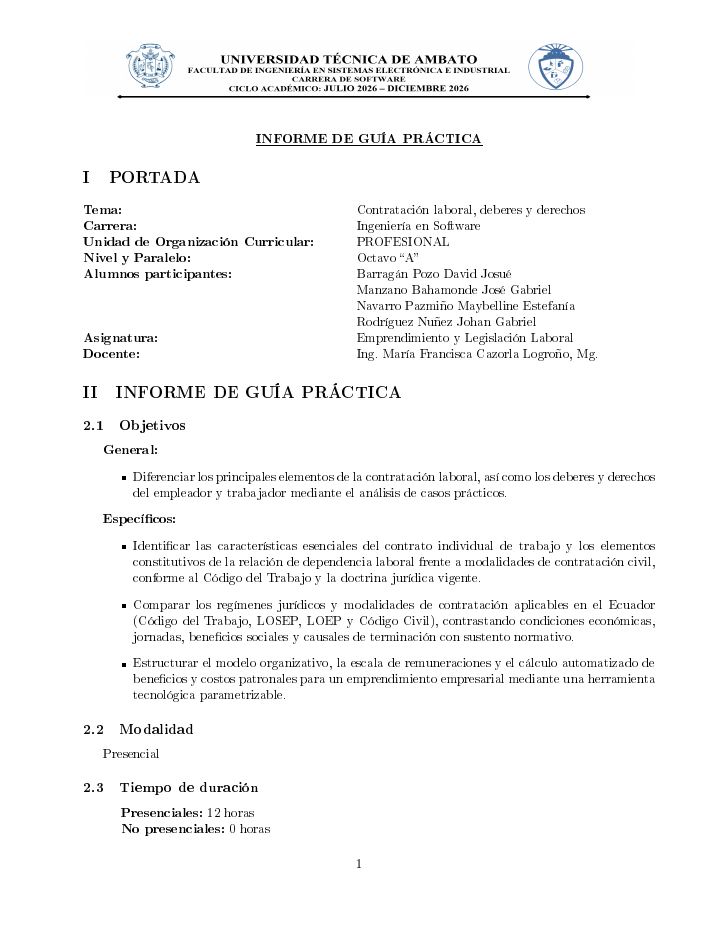 UNIVERSIDAD TÉCNICA DE AMBATO
FACULTAD DE INGENIERÍA EN SISTEMAS ELECTRÓNICA E INDUSTRIAL
CARRERA DE SOFTWARE
CICLO ACADÉMICO: JULIO 2026 – DICIEMBRE 2026
INFORME DE GUÍA PRÁCTICA
I PORTADA
Tema: Contratación laboral, deberes y derechos
Carrera: Ingeniería en Software
Unidad de Organización Curricular: PROFESIONAL
Nivel y Paralelo: Octavo “A”
Alumnos participantes: Barragán Pozo David Josué
Manzano Bahamonde José Gabriel
Navarro Pazmiño Maybelline Estefanía
Rodríguez Nuñez Johan Gabriel
Asignatura: Emprendimiento y Legislación Laboral
Docente: Ing. María Francisca Cazorla Logroño, Mg.
II INFORME DE GUÍA PRÁCTICA
2.1 Objetivos
General:
▪ Diferenciar los principales elementos de la contratación laboral, así como los deberes y derechos
del empleador y trabajador mediante el análisis de casos prácticos.
Específicos:
▪ Identificar las características esenciales del contrato individual de trabajo y los elementos
constitutivos de la relación de dependencia laboral frente a modalidades de contratación civil,
conforme al Código del Trabajo y la doctrina jurídica vigente.
▪ Comparar los regímenes jurídicos y modalidades de contratación aplicables en el Ecuador
(Código del Trabajo, LOSEP, LOEP y Código Civil), contrastando condiciones económicas,
jornadas, beneficios sociales y causales de terminación con sustento normativo.
▪ Estructurar el modelo organizativo, la escala de remuneraciones y el cálculo automatizado de
beneficios y costos patronales para un emprendimiento empresarial mediante una herramienta
tecnológica parametrizable.
2.2 Modalidad
Presencial
2.3 Tiempo de duración
Presenciales: 12 horas
No presenciales: 0 horas
1